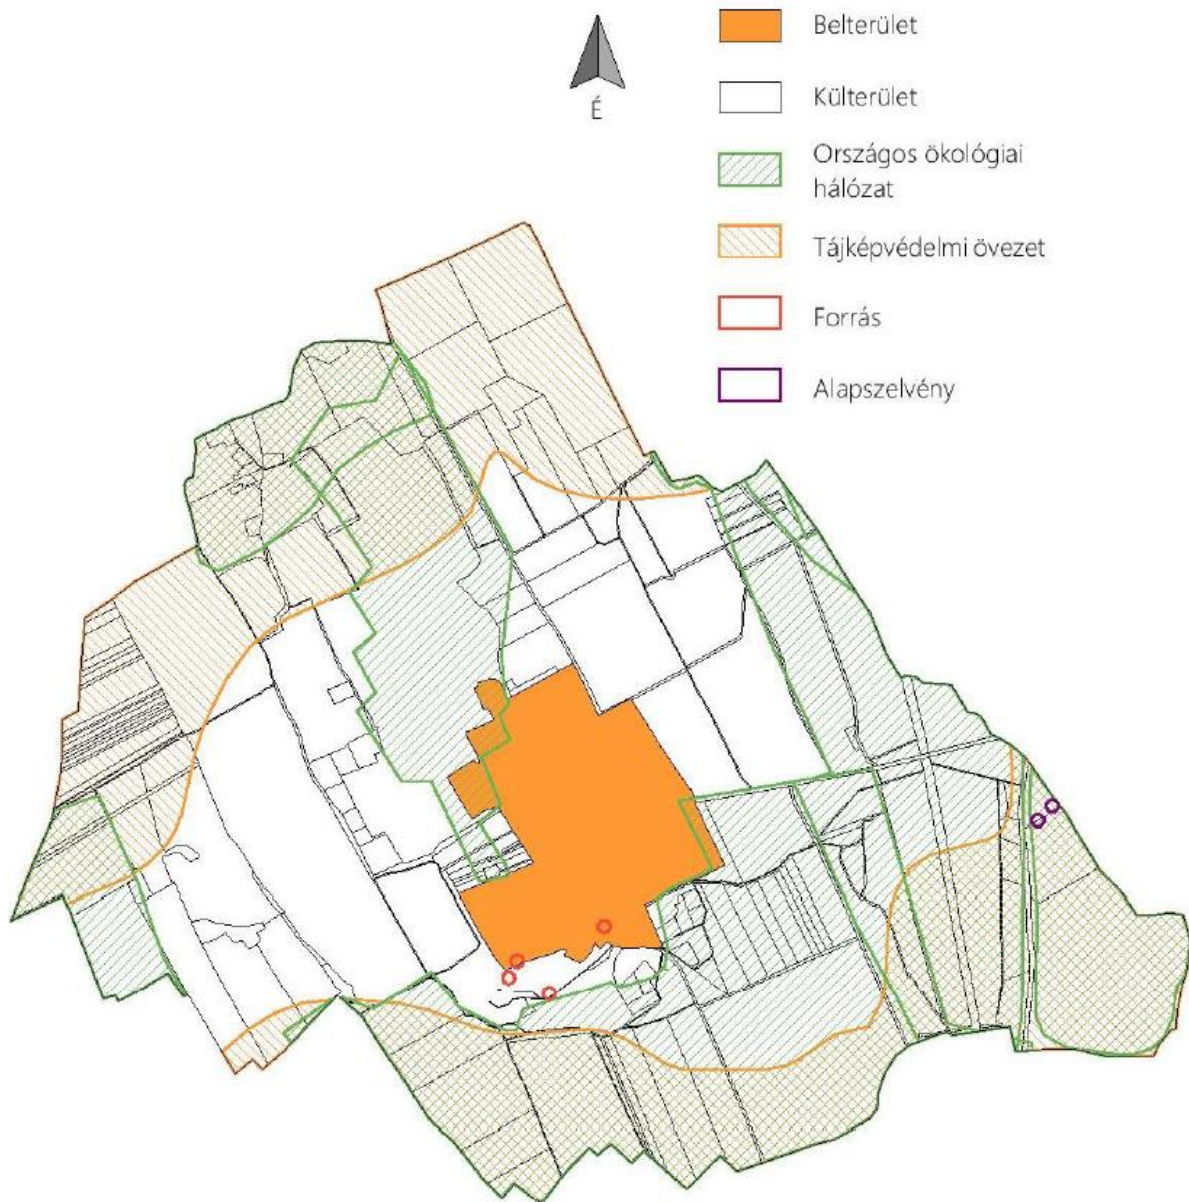 Belterület
É
Külterület
Országos ökológiai
hálózat
Tájképvédelmi övezet
Forrás
Alapszelvény